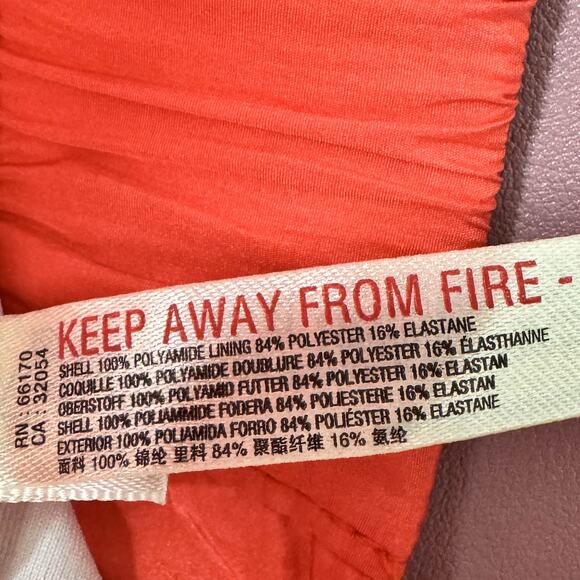 KEEP AWAY FROM FIRE -
RN : 66170
CA : 32054
SHELL 100% POLYAMIDE LINING 84% POLYESTER 16% ELASTANE
COQUILLE 100% POLYAMIDE DOUBLURE 84% POLYESTER 16% ÉLASTHANNE
OBERSTOFF 100% POLYAMID FUTTER 84% POLYESTER 16% ELASTAN
SHELL 100% POLIAMMIDE FODERA 84% POLIESTERE 16% ELASTAN
EXTERIOR 100% POLIAMIDA FORRO 84% POLIÉSTER 16% ELASTANE
面料 100% 锦纶 里料 84% 聚酯纤维 16% 氨纶